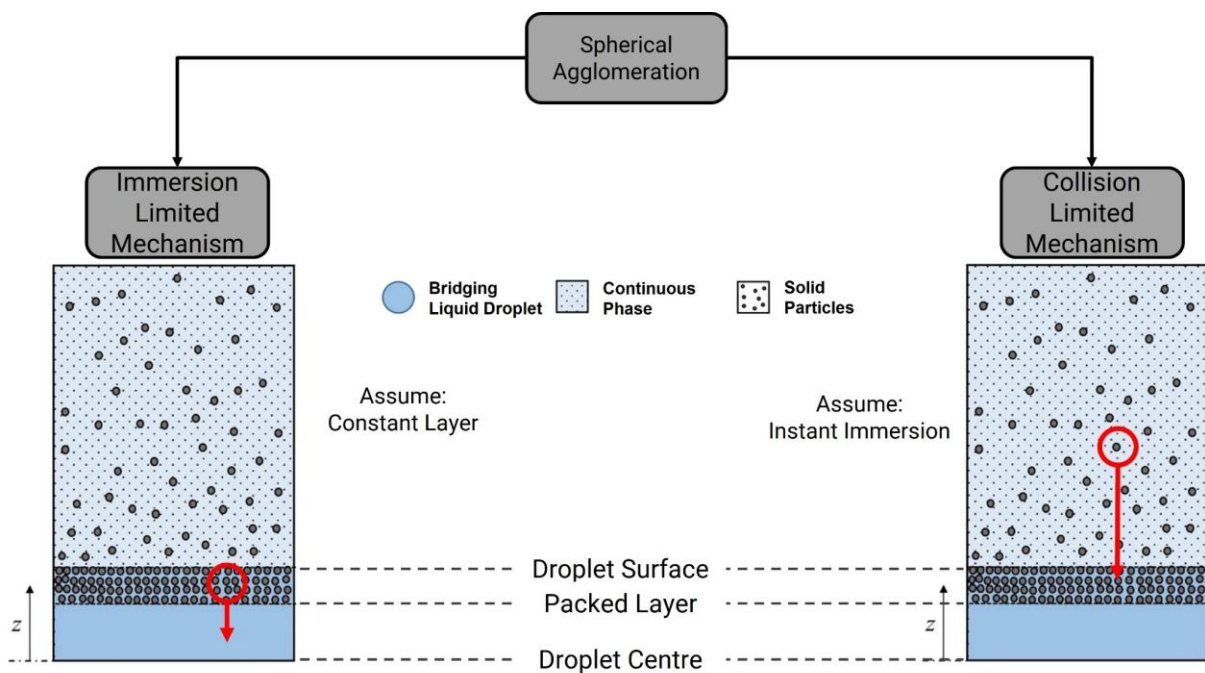 Spherical
Agglomeration
Immersion
Limited
Mechanism
Collision
Limited
Mechanism
Bridging
Liquid Droplet
Continuous
Phase
Solid
Particles
Assume:
Constant Layer
Assume:
Instant Immersion
Droplet Surface
Packed Layer
Droplet Centre
z
z